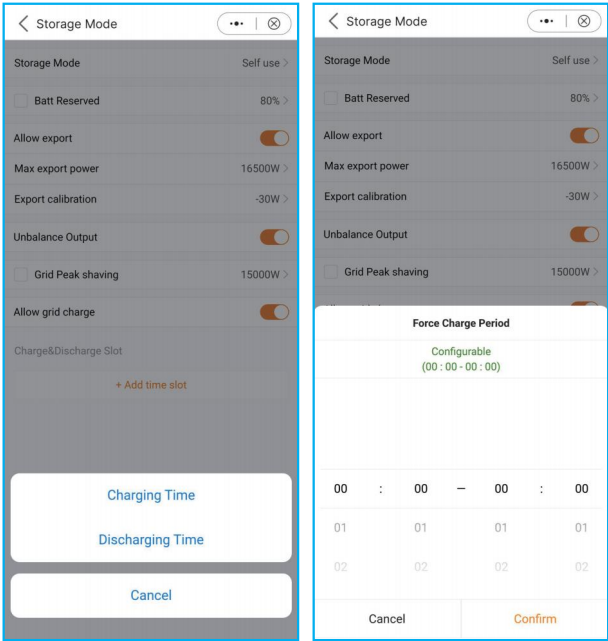 Storage Mode
Storage Mode Self use >
Batt Reserved 80% >
Allow export
Max export power 16500W >
Export calibration -30W >
Unbalance Output
Grid Peak shaving 15000W >
Allow grid charge
Charge&Discharge Slot
+ Add time slot
Charging Time
Discharging Time
Cancel
Storage Mode
Storage Mode Self use >
Batt Reserved 80% >
Allow export
Max export power 16500W >
Export calibration -30W >
Unbalance Output
Grid Peak shaving 15000W >
Force Charge Period
Configurable
(00 : 00 - 00 : 00)
00 : 00 – 00 : 00
01 01 01 01
02 02 02 02
Cancel Confirm